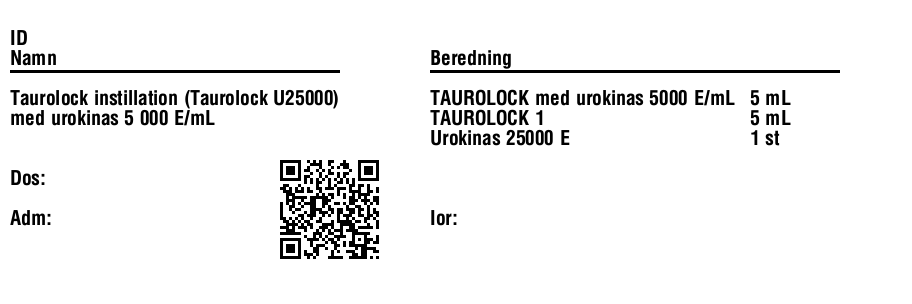 ID
Namn
Taurolock instillation (Taurolock U25000)
med urokinas 5 000 E/mL
Dos:
Adm:
Beredning
TAUROLOCK med urokinas 5000 E/mL 5 mL
TAUROLOCK 1 5 mL
Urokinas 25000 E 1 st
Ior: